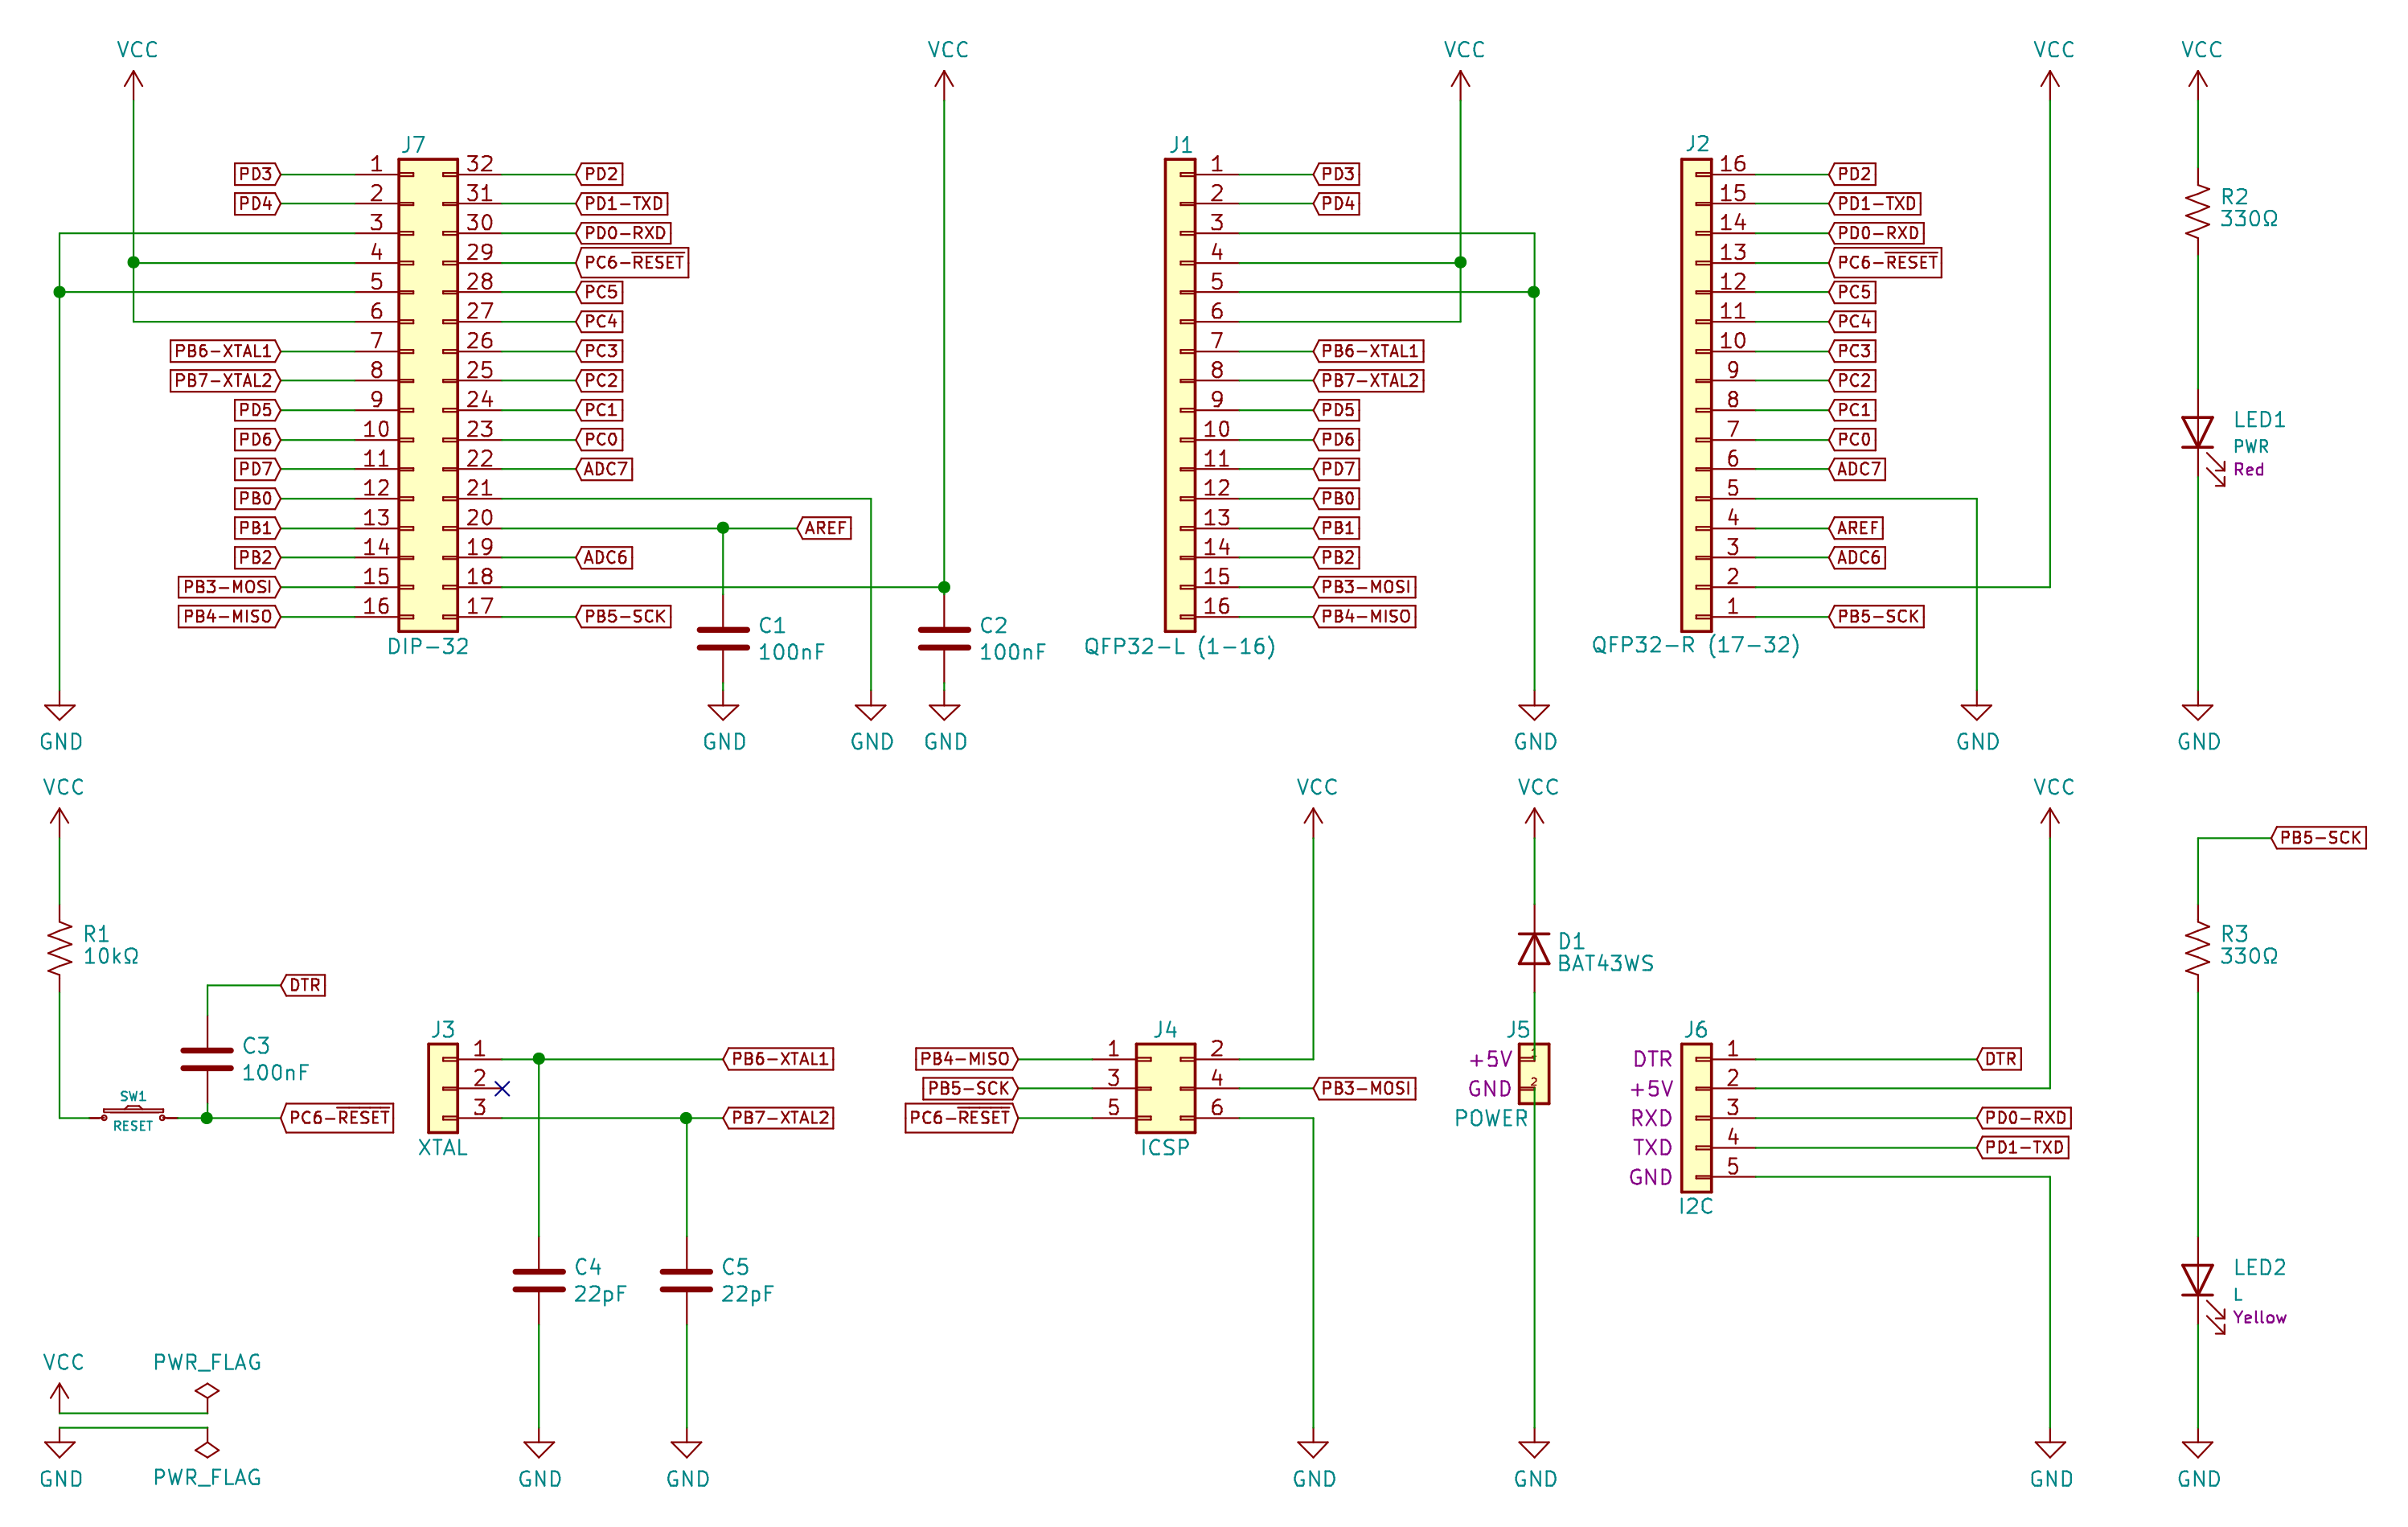 VCC
VCC
VCC
VCC
VCC
J7
1 32
2 31
3 30
4 29
5 28
6 27
7 26
8 25
9 24
10 23
11 22
12 21
13 20
14 19
15 18
16 17
DIP-32
PD3
PD4
PB6-XTAL1
PB7-XTAL2
PD5
PD6
PD7
PB0
PB1
PB2
PB3-MOSI
PB4-MISO
PD2
PD1-TXD
PD0-RXD
PC6-RESET
PC5
PC4
PC3
PC2
PC1
PC0
ADC7
AREF
ADC6
PB5-SCK
C1
100nF
C2
100nF
GND
GND
GND
GND
J1
1 PD3
2 PD4
3
4
5
6
7 PB6-XTAL1
8 PB7-XTAL2
9 PD5
10 PD6
11 PD7
12 PB0
13 PB1
14 PB2
15 PB3-MOSI
16 PB4-MISO
QFP32-L (1-16)
GND
J2
16 PD2
15 PD1-TXD
14 PD0-RXD
13 PC6-RESET
12 PC5
11 PC4
10 PC3
9 PC2
8 PC1
7 PC0
6 ADC7
5
4 AREF
3 ADC6
2
1 PB5-SCK
QFP32-R (17-32)
GND
R2
330Ω
LED1
PWR
Red
GND
VCC
R1
10kΩ
DTR
C3
100nF
SW1
RESET
PC6-RESET
VCC
PWR_FLAG
GND
PWR_FLAG
J3
1
2
3
XTAL
PB6-XTAL1
PB7-XTAL2
C4
22pF
C5
22pF
GND
GND
VCC
J4
PB4-MISO 1 2
PB5-SCK 3 4 PB3-MOSI
PC6-RESET 5 6
ICSP
GND
VCC
D1
BAT43WS
J5
+5V 1
GND 2
POWER
GND
VCC
J6
DTR 1 DTR
+5V 2
RXD 3 PD0-RXD
TXD 4 PD1-TXD
GND 5
I2C
GND
PB5-SCK
R3
330Ω
LED2
L
Yellow
GND